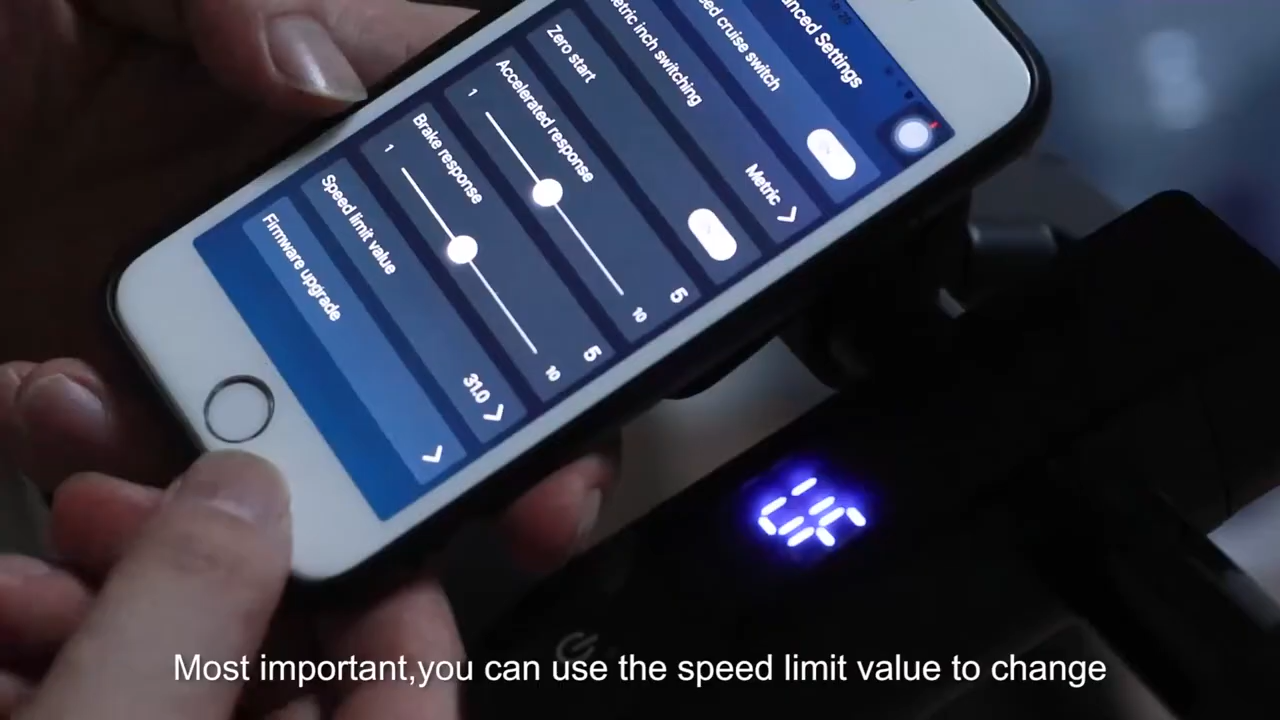 anced Settings
ed cruise switch
etric inch switching
Metric
Zero start
Accelerated response
1
10
5
Brake response
1
10
5
Speed limit value
31.0
Firmware upgrade
Most important,you can use the speed limit value to change